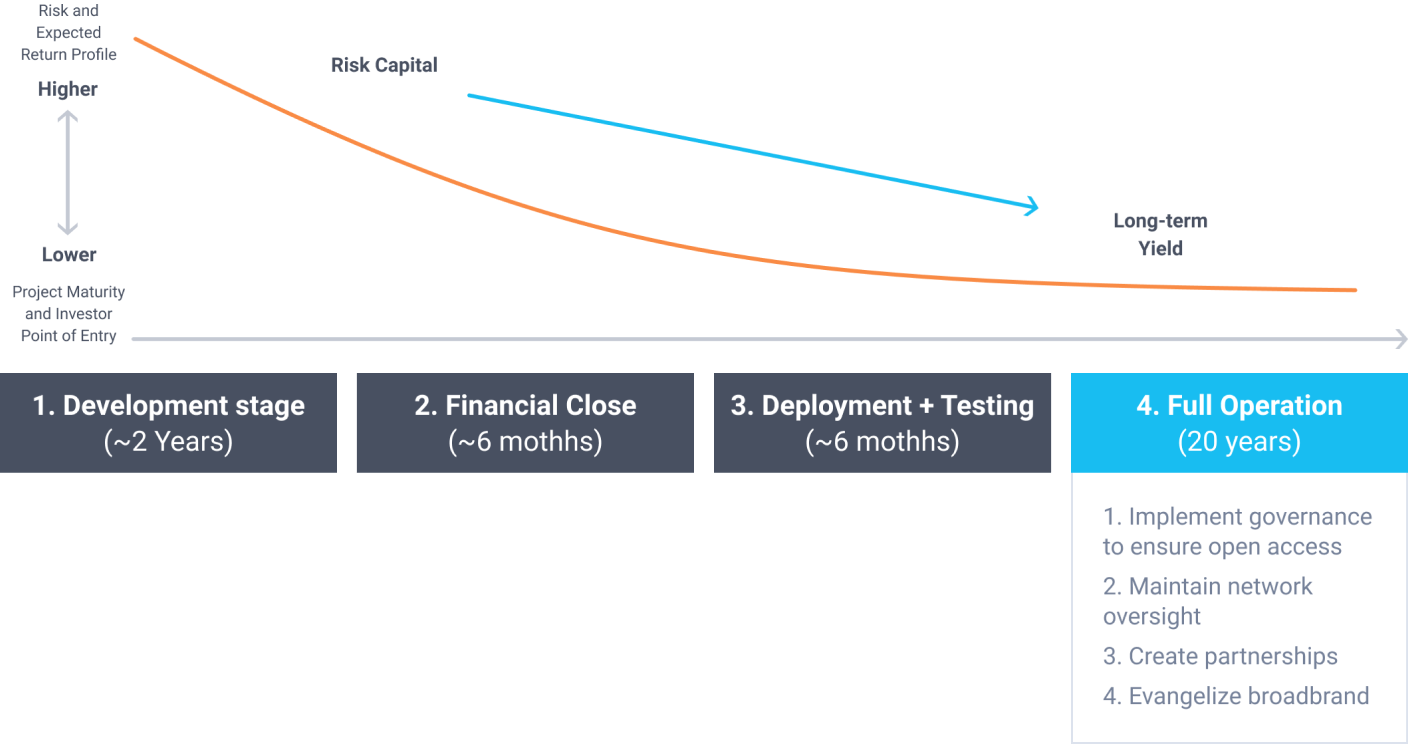 Risk and
Expected
Return Profile
Higher
Lower
Project Maturity
and Investor
Point of Entry
Risk Capital
Long-term
Yield
1. Development stage
(~2 Years)
2. Financial Close
(~6 mothhs)
3. Deployment + Testing
(~6 mothhs)
4. Full Operation
(20 years)
1. Implement governance
to ensure open access
2. Maintain network
oversight
3. Create partnerships
4. Evangelize broadbrand